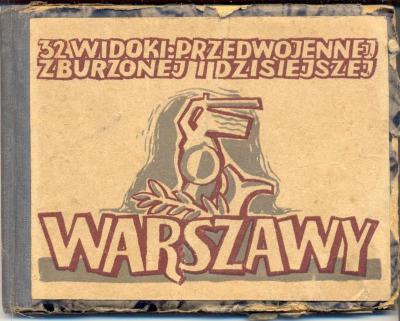 32 WIDOKI: PRZEDWOJENNEJ,
ZBURZONEJ I DZISIEJSZEJ
WARSZAWY